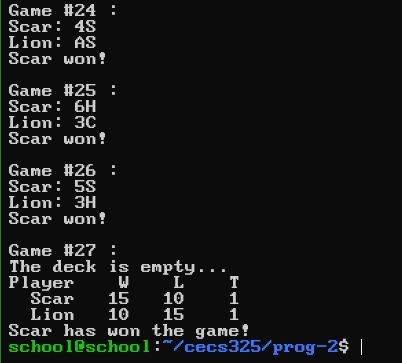 Game #24 :
Scar: 4S
Lion: AS
Scar won!
Game #25 :
Scar: 6H
Lion: 3C
Scar won!
Game #26 :
Scar: 5S
Lion: 3H
Scar won!
Game #27 :
The deck is empty...
Player W L T
Scar 15 10 1
Lion 10 15 1
Scar has won the game!
school@school:~/cecs325/prog-2$